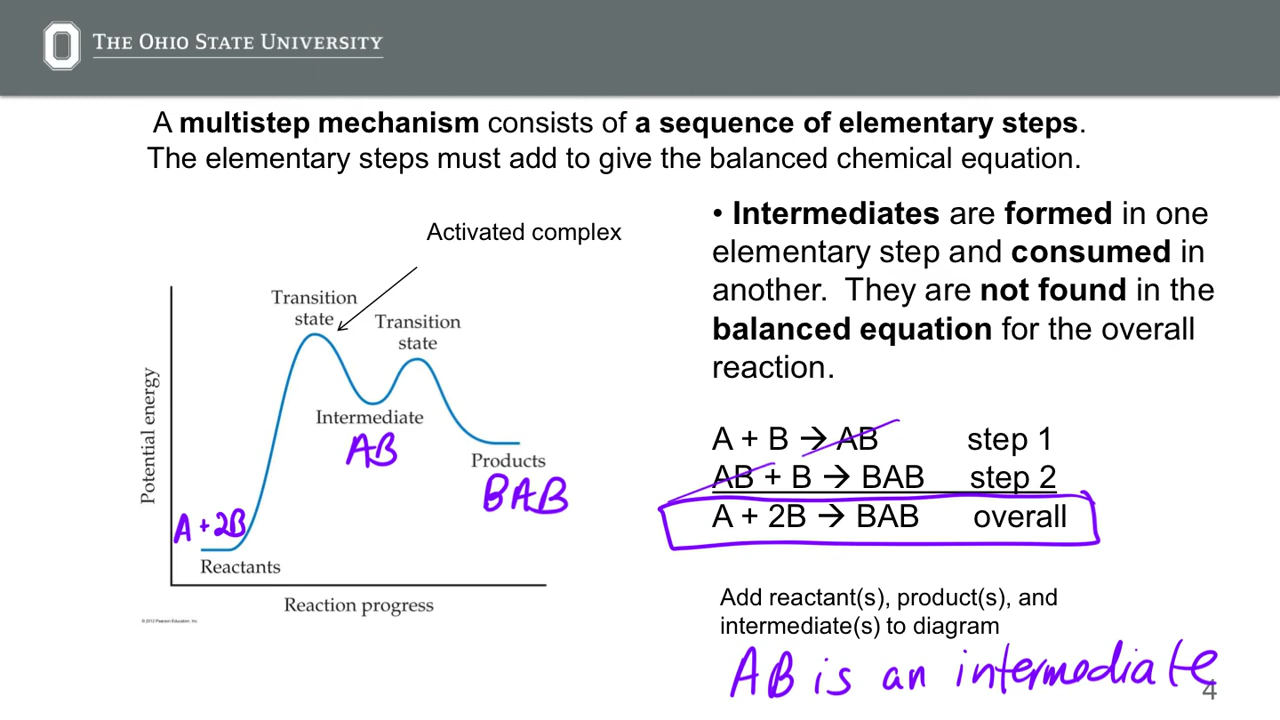 THE OHIO STATE UNIVERSITY
A multistep mechanism consists of a sequence of elementary steps.
The elementary steps must add to give the balanced chemical equation.
• Intermediates are formed in one
elementary step and consumed in
another. They are not found in the
balanced equation for the overall
reaction.
Activated complex
Transition
state
Transition
state
Potential energy
Intermediate
AB
Products
BAB
A + 2B
Reactants
Reaction progress
© 2012 Pearson Education, Inc.
A + B → AB step 1
AB + B → BAB step 2
A + 2B → BAB overall
Add reactant(s), product(s), and
intermediate(s) to diagram
AB is an intermediate
4